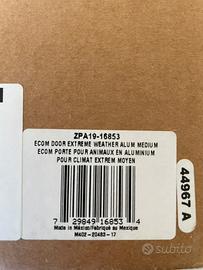 ZPA19-16853
ECOM DOOR EXTREME WEATHER ALUM MEDIUM
ECOM PORTE POUR ANIMAUX EN ALUMINIUM
POUR CLIMAT EXTREM MOYEN
7 29849 16853 4
Made in México/Fabriqué au Mexique
M402-20483-17
44967 A
subito